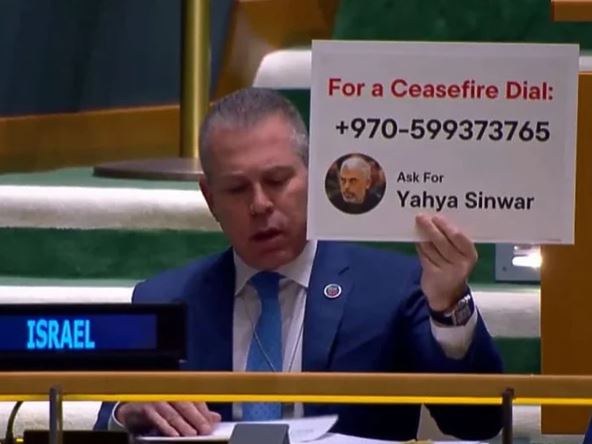 For a Ceasefire Dial:
+970-599373765
Ask For
Yahya Sinwar
ISRAEL